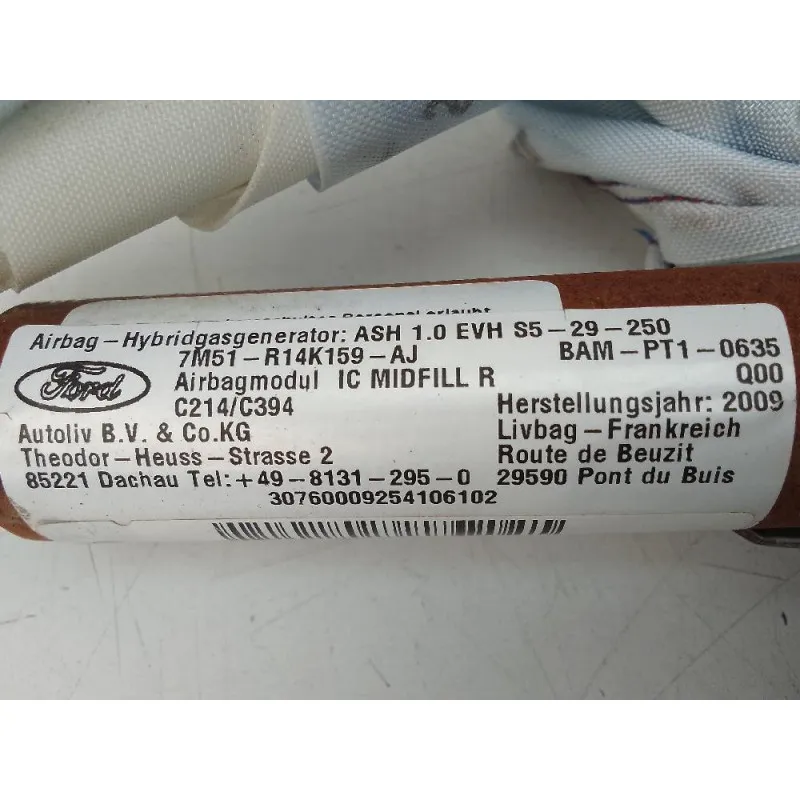 Personal erlaubt
Airbag-Hybridgasgenerator: ASH 1.0 EVH S5-29-250
7M51-R14K159-AJ BAM-PT1-0635
Ford Airbagmodul IC MIDFILL R Q00
C214/C394 Herstellungsjahr: 2009
Autoliv B.V. & Co.KG Livbag-Frankreich
Theodor-Heuss-Strasse 2 Route de Beuzit
85221 Dachau Tel:+49-8131-295-0 29590 Pont du Buis
30760009254106102